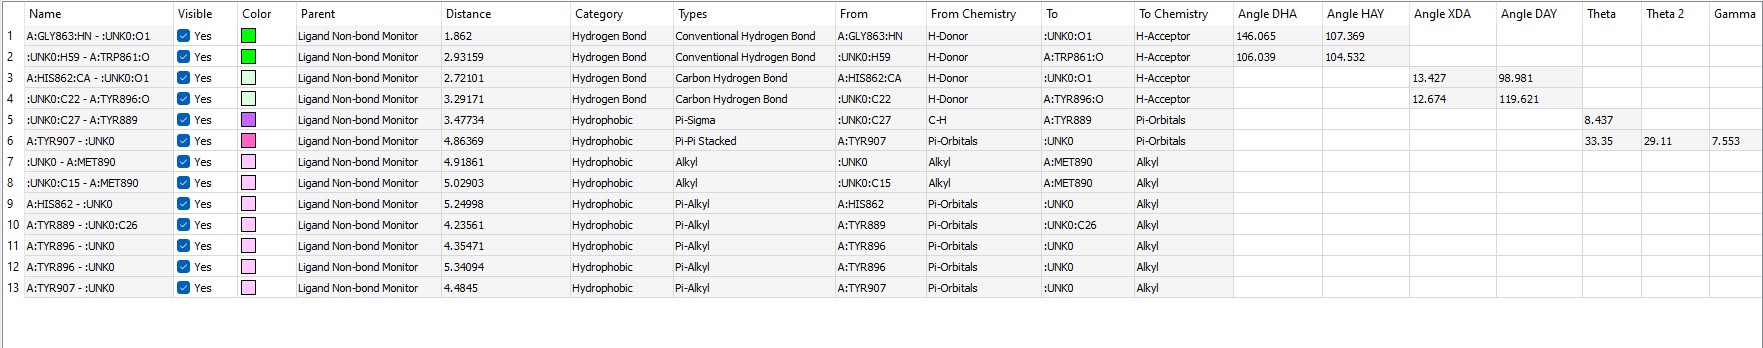 Name Visible Color Parent Distance Category Types From From Chemistry To To Chemistry Angle DHA Angle HAY Angle XDA Angle DAY Theta Theta 2 Gamma
1 A:GLY863:HN - :UNK0:O1 Yes Ligand Non-bond Monitor 1.862 Hydrogen Bond Conventional Hydrogen Bond A:GLY863:HN H-Donor :UNK0:O1 H-Acceptor 146.065 107.369
2 :UNK0:H59 - A:TRP861:O Yes Ligand Non-bond Monitor 2.93159 Hydrogen Bond Conventional Hydrogen Bond :UNK0:H59 H-Donor A:TRP861:O H-Acceptor 106.039 104.532
3 A:HIS862:CA - :UNK0:O1 Yes Ligand Non-bond Monitor 2.72101 Hydrogen Bond Carbon Hydrogen Bond A:HIS862:CA H-Donor :UNK0:O1 H-Acceptor 13.427 98.981
4 :UNK0:C22 - A:TYR896:O Yes Ligand Non-bond Monitor 3.29171 Hydrogen Bond Carbon Hydrogen Bond :UNK0:C22 H-Donor A:TYR896:O H-Acceptor 12.674 119.621
5 :UNK0:C27 - A:TYR889 Yes Ligand Non-bond Monitor 3.47734 Hydrophobic Pi-Sigma :UNK0:C27 C-H A:TYR889 Pi-Orbitals 8.437
6 A:TYR907 - :UNK0 Yes Ligand Non-bond Monitor 4.86369 Hydrophobic Pi-Pi Stacked A:TYR907 Pi-Orbitals :UNK0 Pi-Orbitals 33.35 29.11 7.553
7 :UNK0 - A:MET890 Yes Ligand Non-bond Monitor 4.91861 Hydrophobic Alkyl :UNK0 Alkyl A:MET890 Alkyl
8 :UNK0:C15 - A:MET890 Yes Ligand Non-bond Monitor 5.02903 Hydrophobic Alkyl :UNK0:C15 Alkyl A:MET890 Alkyl
9 A:HIS862 - :UNK0 Yes Ligand Non-bond Monitor 5.24998 Hydrophobic Pi-Alkyl A:HIS862 Pi-Orbitals :UNK0 Alkyl
10 A:TYR889 - :UNK0:C26 Yes Ligand Non-bond Monitor 4.23561 Hydrophobic Pi-Alkyl A:TYR889 Pi-Orbitals :UNK0:C26 Alkyl
11 A:TYR896 - :UNK0 Yes Ligand Non-bond Monitor 4.35471 Hydrophobic Pi-Alkyl A:TYR896 Pi-Orbitals :UNK0 Alkyl
12 A:TYR896 - :UNK0 Yes Ligand Non-bond Monitor 5.34094 Hydrophobic Pi-Alkyl A:TYR896 Pi-Orbitals :UNK0 Alkyl
13 A:TYR907 - :UNK0 Yes Ligand Non-bond Monitor 4.4845 Hydrophobic Pi-Alkyl A:TYR907 Pi-Orbitals :UNK0 Alkyl